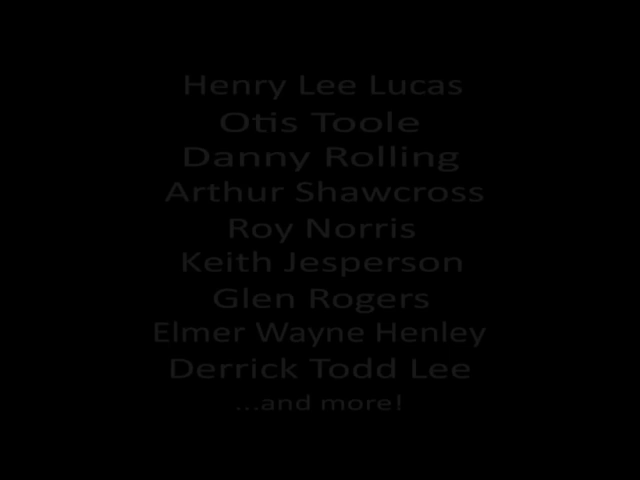 Henry Lee Lucas
Otis Toole
Danny Rolling
Arthur Shawcross
Roy Norris
Keith Jesperson
Glen Rogers
Elmer Wayne Henley
Derrick Todd Lee
...and more!